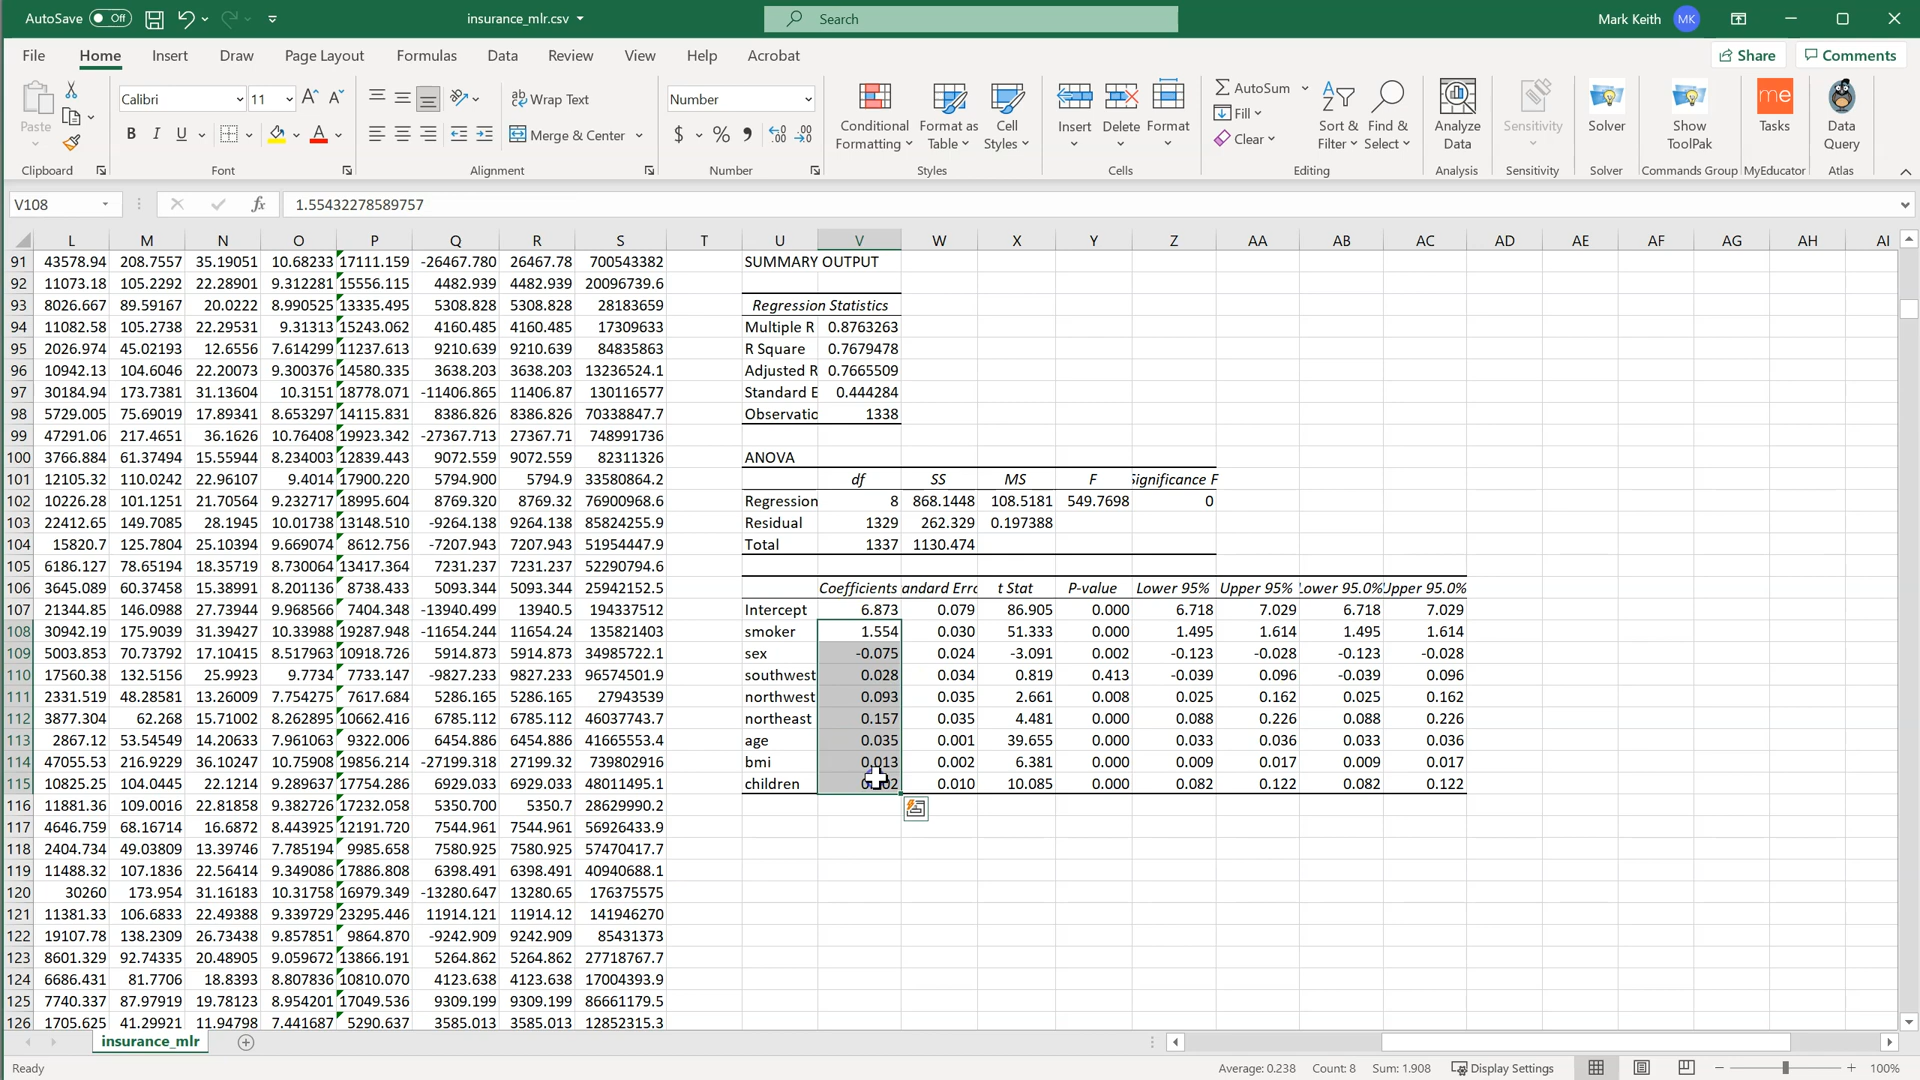 AutoSave Off insurance_mlr.csv Search Mark Keith MK
File Home Insert Draw Page Layout Formulas Data Review View Help Acrobat Share Comments
Paste Calibri 11 Wrap Text Number AutoSum Fill Clear
B I U Merge & Center $ % Conditional Formatting Format as Table Cell Styles Insert Delete Format Sort & Filter Find & Select Analyze Data Sensitivity Solver Show ToolPak me Tasks Data Query
Clipboard Font Alignment Number Styles Cells Editing Analysis Sensitivity Solver Commands Group MyEducator Atlas
V108 fx 1.55432278589757
L M N O P Q R S T U V W X Y Z AA AB AC AD AE AF AG AH AI
91 43578.94 208.7557 35.19051 10.68233 17111.159 -26467.780 26467.78 700543382 SUMMARY OUTPUT
92 11073.18 105.2292 22.28901 9.312281 15556.115 4482.939 4482.939 20096739.6
93 8026.667 89.59167 20.0222 8.990525 13335.495 5308.828 5308.828 28183659 Regression Statistics
94 11082.58 105.2738 22.29531 9.31313 15243.062 4160.485 4160.485 17309633 Multiple R 0.8763263
95 2026.974 45.02193 12.6556 7.614299 11237.613 9210.639 9210.639 84835863 R Square 0.7679478
96 10942.13 104.6046 22.20073 9.300376 14580.335 3638.203 3638.203 13236524.1 Adjusted R 0.7665509
97 30184.94 173.7381 31.13604 10.3151 18778.071 -11406.865 11406.87 130116577 Standard E 0.444284
98 5729.005 75.69019 17.89341 8.653297 14115.831 8386.826 8386.826 70338847.7 Observatio 1338
99 47291.06 217.4651 36.1626 10.76408 19923.342 -27367.713 27367.71 748991736
100 3766.884 61.37494 15.55944 8.234003 12839.443 9072.559 9072.559 82311326 ANOVA
101 12105.32 110.0242 22.96107 9.4014 17900.220 5794.900 5794.9 33580864.2 df SS MS F Significance F
102 10226.28 101.1251 21.70564 9.232717 18995.604 8769.320 8769.32 76900968.6 Regression 8 868.1448 108.5181 549.7698 0
103 22412.65 149.7085 28.1945 10.01738 13148.510 -9264.138 9264.138 85824255.9 Residual 1329 262.329 0.197388
104 15820.7 125.7804 25.10394 9.669074 8612.756 -7207.943 7207.943 51954447.9 Total 1337 1130.474
105 6186.127 78.65194 18.35719 8.730064 13417.364 7231.237 7231.237 52290794.6
106 3645.089 60.37458 15.38991 8.201136 8738.433 5093.344 5093.344 25942152.5 Coefficients andard Erro t Stat P-value Lower 95% Upper 95% Lower 95.0% Upper 95.0%
107 21344.85 146.0988 27.73944 9.968566 7404.348 -13940.499 13940.5 194337512 Intercept 6.873 0.079 86.905 0.000 6.718 7.029 6.718 7.029
108 30942.19 175.9039 31.39427 10.33988 19287.948 -11654.244 11654.24 135821403 smoker 1.554 0.030 51.333 0.000 1.495 1.614 1.495 1.614
109 5003.853 70.73792 17.10415 8.517963 10918.726 5914.873 5914.873 34985722.1 sex -0.075 0.024 -3.091 0.002 -0.123 -0.028 -0.123 -0.028
110 17560.38 132.5156 25.9923 9.7734 7733.147 -9827.233 9827.233 96574501.9 southwest 0.028 0.034 0.819 0.413 -0.039 0.096 -0.039 0.096
111 2331.519 48.28581 13.26009 7.754275 7617.684 5286.165 5286.165 27943539 northwest 0.093 0.035 2.661 0.008 0.025 0.162 0.025 0.162
112 3877.304 62.268 15.71002 8.262895 10662.416 6785.112 6785.112 46037743.7 northeast 0.157 0.035 4.481 0.000 0.088 0.226 0.088 0.226
113 2867.12 53.54549 14.20633 7.961063 9322.006 6454.886 6454.886 41665553.4 age 0.035 0.001 39.655 0.000 0.033 0.036 0.033 0.036
114 47055.53 216.9229 36.10247 10.75908 19856.214 -27199.318 27199.32 739802916 bmi 0.013 0.002 6.381 0.000 0.009 0.017 0.009 0.017
115 10825.25 104.0445 22.1214 9.289637 17754.286 6929.033 6929.033 48011495.1 children 0.010 10.085 0.000 0.082 0.122 0.082 0.122
116 11881.36 109.0016 22.81858 9.382726 17232.058 5350.700 5350.7 28629990.2
117 4646.759 68.16714 16.6872 8.443925 12191.720 7544.961 7544.961 56926433.9
118 2404.734 49.03809 13.39746 7.785194 9985.658 7580.925 7580.925 57470417.7
119 11488.32 107.1836 22.56414 9.349086 17886.808 6398.491 6398.491 40940688.1
120 30260 173.954 31.16183 10.31758 16979.349 -13280.647 13280.65 176375575
121 11381.33 106.6833 22.49388 9.339729 23295.446 11914.121 11914.12 141946270
122 19107.78 138.2309 26.73438 9.857851 9864.870 -9242.909 9242.909 85431373
123 8601.329 92.74335 20.48905 9.059672 13866.191 5264.862 5264.862 27718767.7
124 6686.431 81.7706 18.8393 8.807836 10810.070 4123.638 4123.638 17004393.9
125 7740.337 87.97919 19.78123 8.954201 17049.536 9309.199 9309.199 86661179.5
126 1705.625 41.29921 11.94798 7.441687 5290.637 3585.013 3585.013 12852315.3
insurance_mlr
Ready Average: 0.238 Count: 8 Sum: 1.908 Display Settings 100%